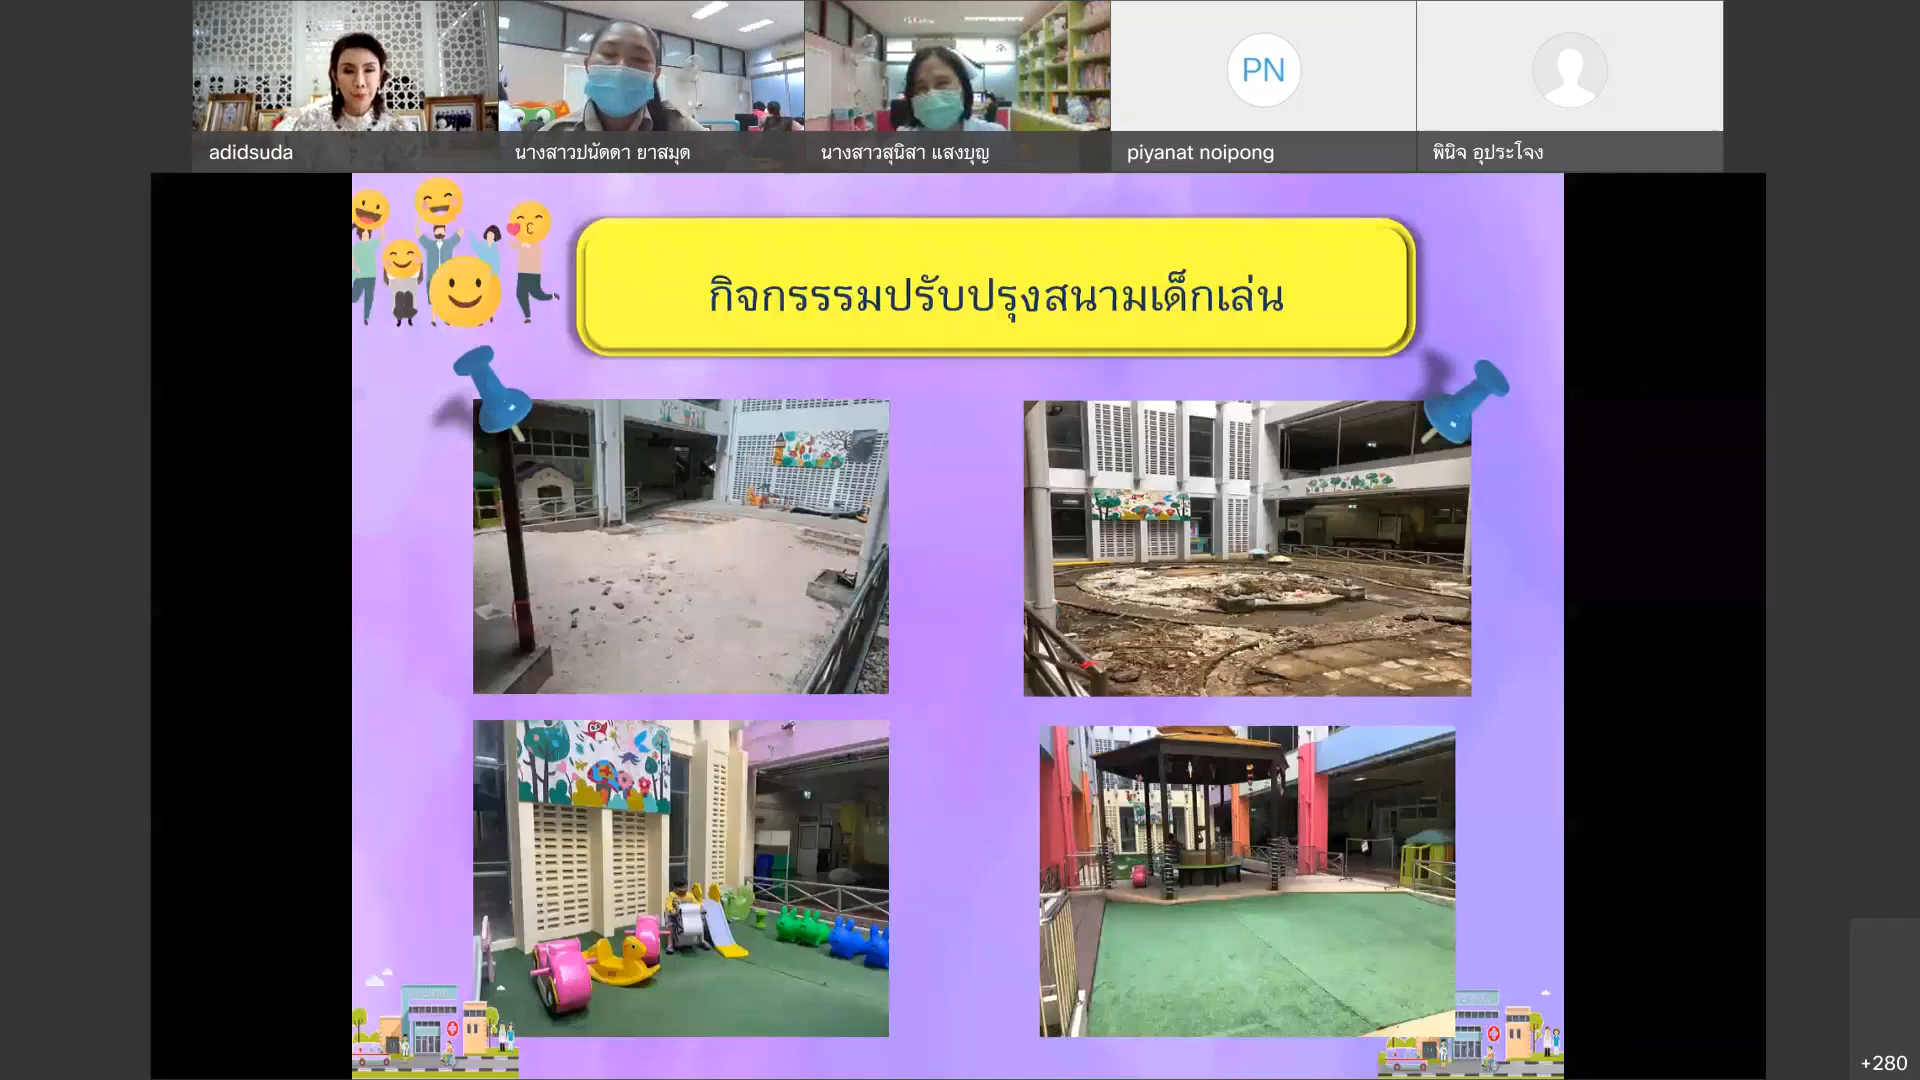 adidsuda
นางสาวปนัดดา ยาสมุด
นางสาวสุนิสา แสงบุญ
PN
piyanat noipong
พินิจ อุประโจง
กิจกรรรมปรับปรุงสนามเด็กเล่น
+280